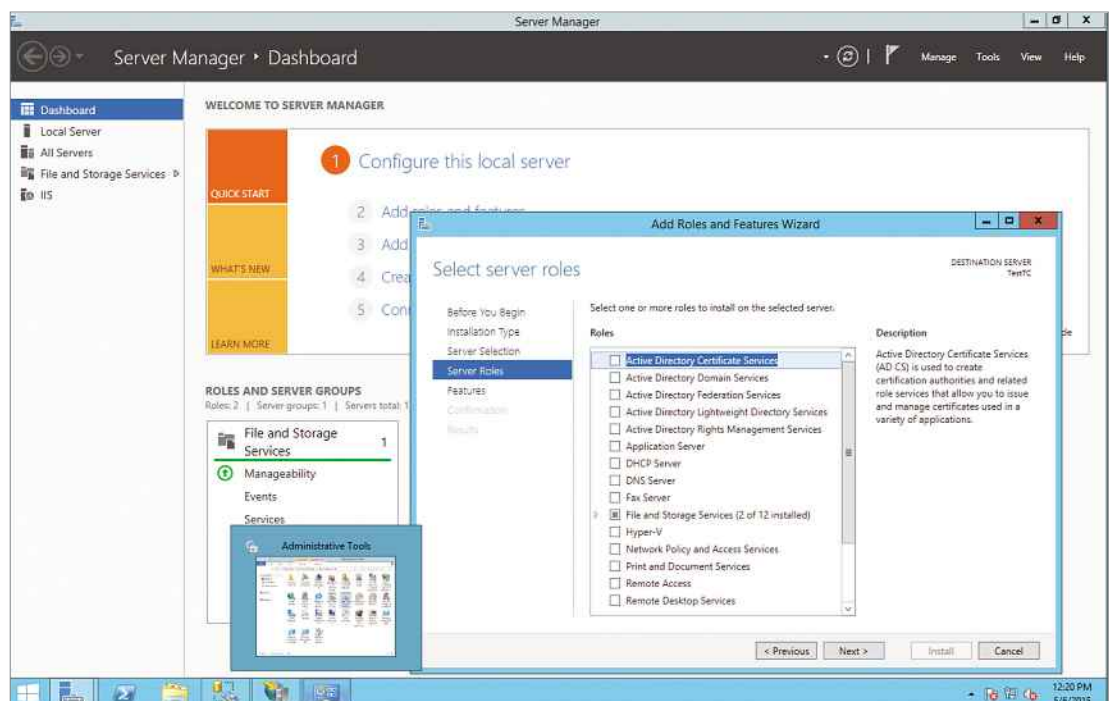 Server Manager
Server Manager • Dashboard
Manage Tools View Help
Dashboard
Local Server
All Servers
File and Storage Services
IIS
WELCOME TO SERVER MANAGER
QUICK START
WHAT'S NEW
LEARN MORE
1 Configure this local server
2 Add roles and features
3 Add
4 Crea
5 Con
ROLES AND SERVER GROUPS
Roles: 2 | Server groups: 1 | Servers total: 1
File and Storage Services 1
Manageability
Events
Services
Administrative Tools
Add Roles and Features Wizard
Select server roles
DESTINATION SERVER
TestTC
Before You Begin
Installation Type
Server Selection
Server Roles
Features
Confirmation
Results
Select one or more roles to install on the selected server.
Roles
Active Directory Certificate Services
Active Directory Domain Services
Active Directory Federation Services
Active Directory Lightweight Directory Services
Active Directory Rights Management Services
Application Server
DHCP Server
DNS Server
Fax Server
File and Storage Services (2 of 12 installed)
Hyper-V
Network Policy and Access Services
Print and Document Services
Remote Access
Remote Desktop Services
Description
Active Directory Certificate Services
(AD CS) is used to create
certification authorities and related
role services that allow you to issue
and manage certificates used in a
variety of applications.
de
< Previous Next > Install Cancel
12:20 PM